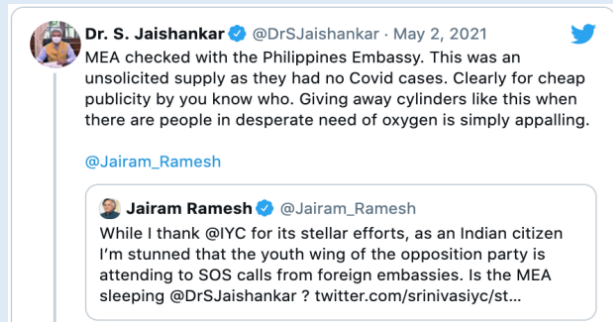 Dr. S. Jaishankar @DrSJaishankar · May 2, 2021
MEA checked with the Philippines Embassy. This was an
unsolicited supply as they had no Covid cases. Clearly for cheap
publicity by you know who. Giving away cylinders like this when
there are people in desperate need of oxygen is simply appalling.
@Jairam_Ramesh
Jairam Ramesh @Jairam_Ramesh
While I thank @IYC for its stellar efforts, as an Indian citizen
I'm stunned that the youth wing of the opposition party is
attending to SOS calls from foreign embassies. Is the MEA
sleeping @DrSJaishankar ? twitter.com/srinivasiyc/st...